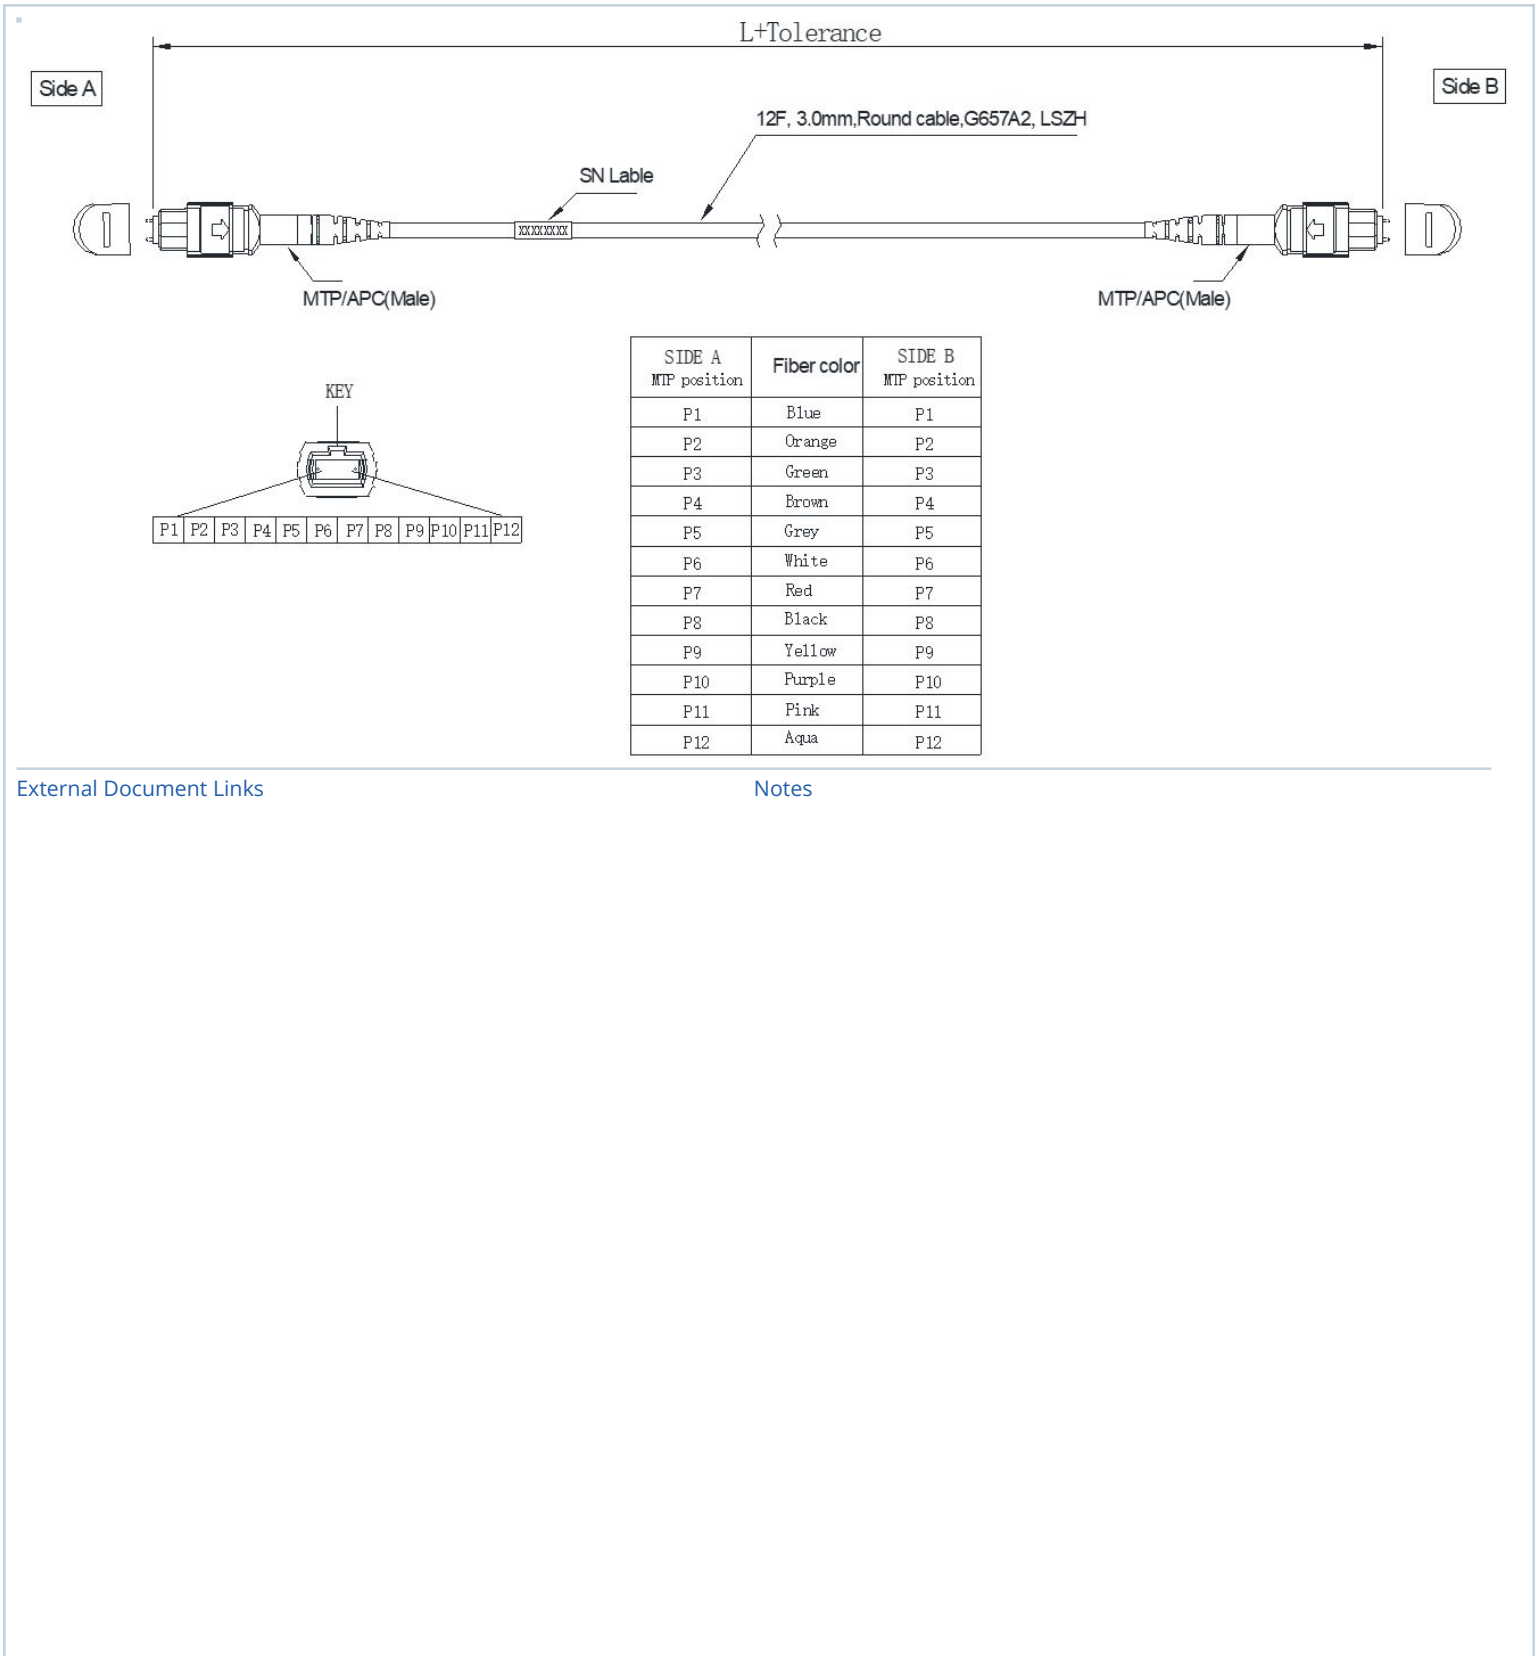 L+Tolerance
Side A
Side B
12F, 3.0mm,Round cable,G657A2, LSZH
SN Lable
XXXXXXXX
MTP/APC(Male)
MTP/APC(Male)
KEY
P1 P2 P3 P4 P5 P6 P7 P8 P9 P10 P11 P12
SIDE A Fiber color SIDE B
MTP position MTP position
P1 Blue P1
P2 Orange P2
P3 Green P3
P4 Brown P4
P5 Grey P5
P6 White P6
P7 Red P7
P8 Black P8
P9 Yellow P9
P10 Purple P10
P11 Pink P11
P12 Aqua P12
External Document Links
Notes